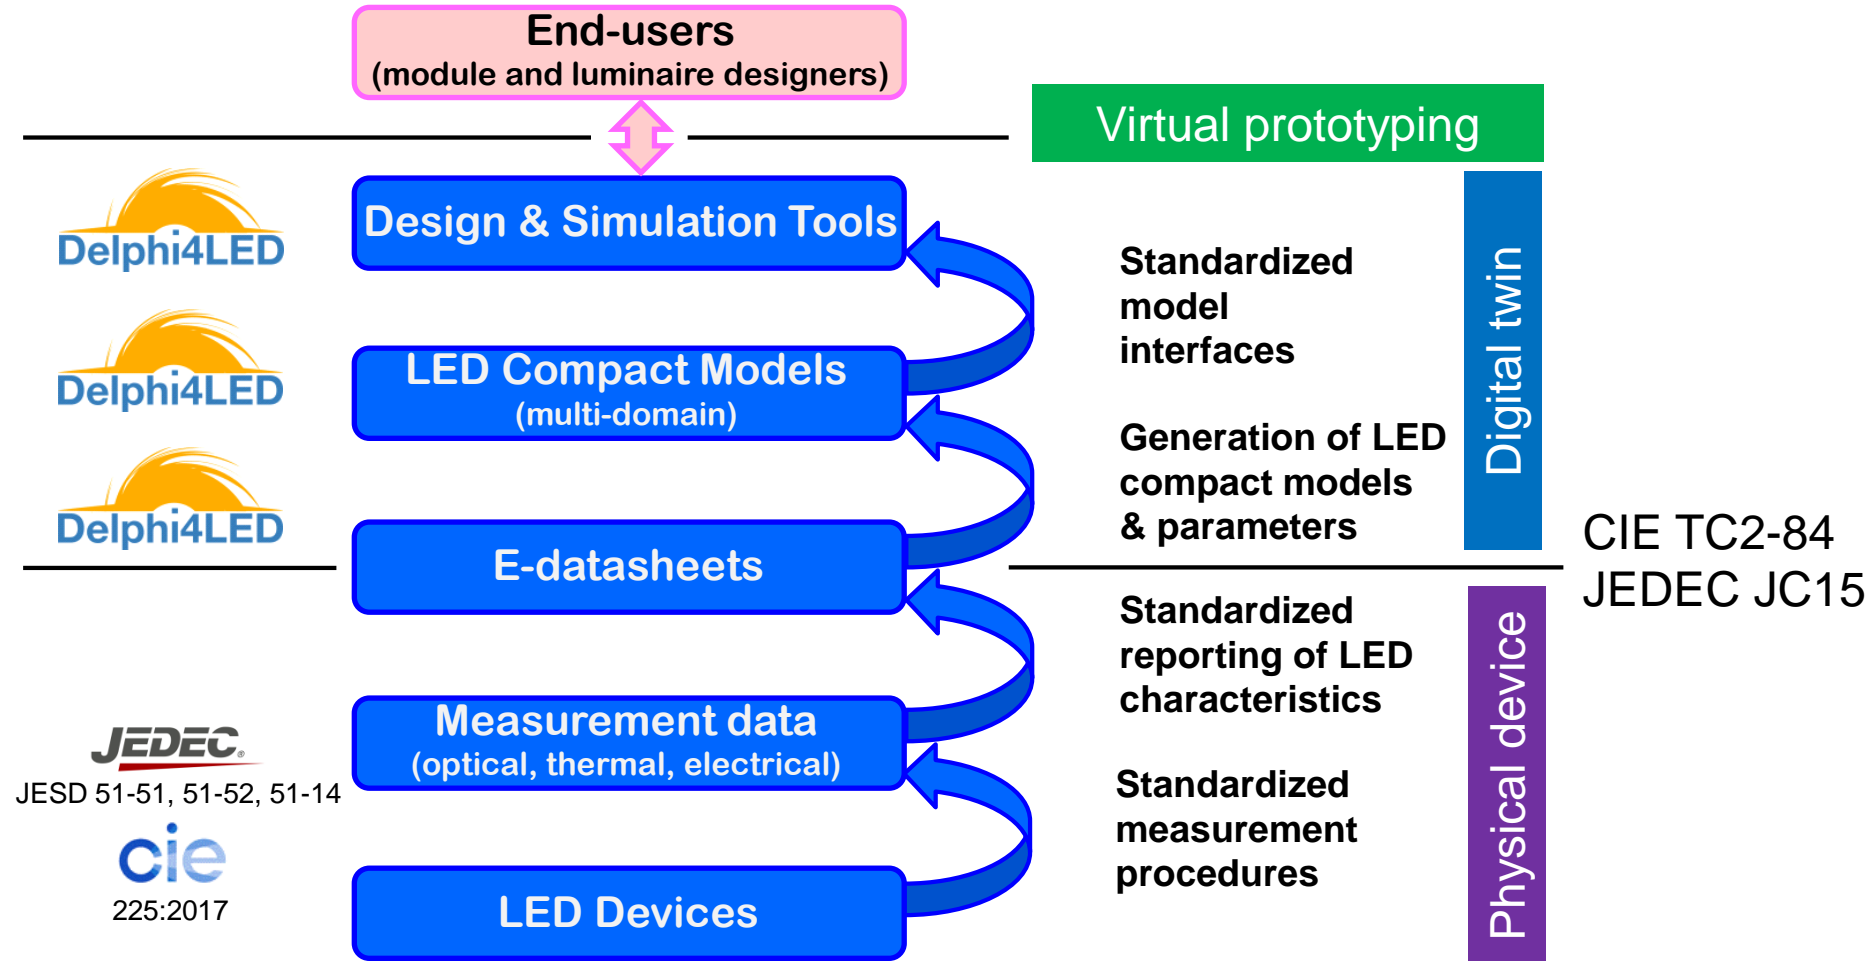 End-users
(module and luminaire designers)
Virtual prototyping
Delphi4LED
Design & Simulation Tools
Standardized
model
interfaces
Digital twin
Delphi4LED
LED Compact Models
(multi-domain)
Generation of LED
compact models
& parameters
Delphi4LED
E-datasheets
CIE TC2-84
JEDEC JC15
Standardized
reporting of LED
characteristics
Physical device
JEDEC®
JESD 51-51, 51-52, 51-14
Measurement data
(optical, thermal, electrical)
Standardized
measurement
procedures
cie
225:2017
LED Devices